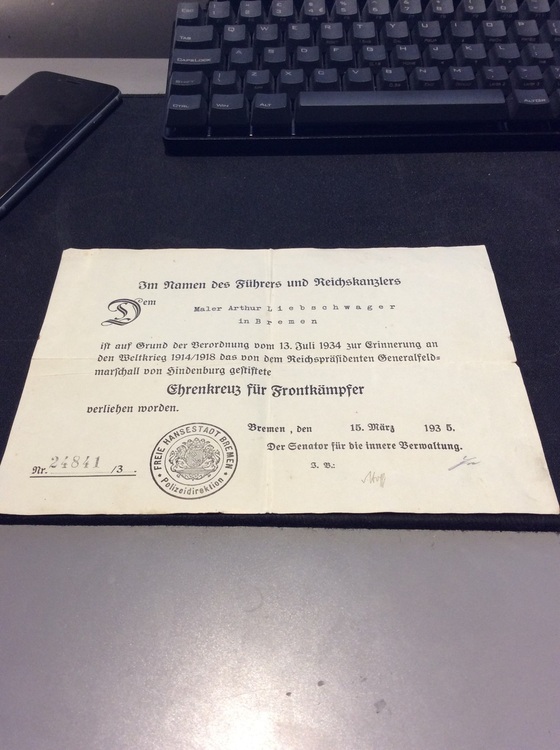 Im Namen des Führers und Reichskanzlers
Dem
Maler Arthur Liebschwager
in Bremen
ist auf Grund der Verordnung vom 13. Juli 1934 zur Erinnerung an
den Weltkrieg 1914/1918 das von dem Reichspräsidenten Generalfeld=
marschall von Hindenburg gestiftete
Ehrenkreuz für Frontkämpfer
verliehen worden.
Bremen, den 15. März 1935.
Der Senator für die innere Verwaltung.
J. V.:
Nr. 24841 /3
FREIE HANSESTADT BREMEN
Polizeidirektion